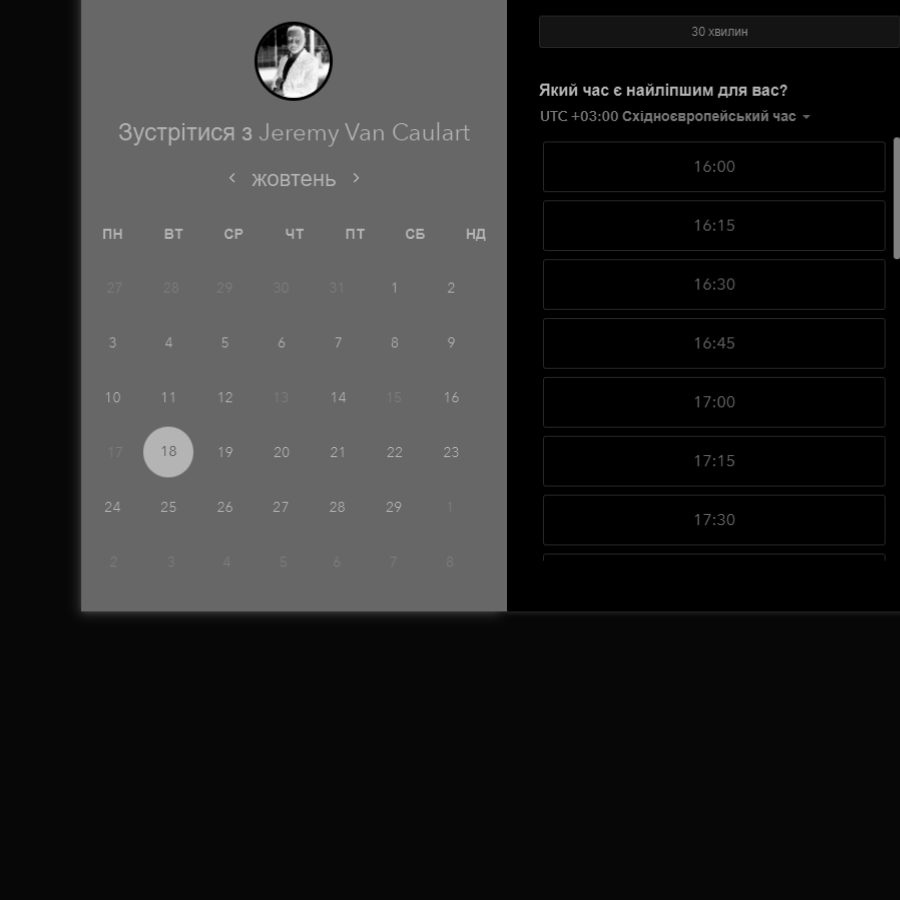 Зустрітися з Jeremy Van Caulart
жовтень
ПН ВТ СР ЧТ ПТ СБ НД
27 28 29 30 31 1 2
3 4 5 6 7 8 9
10 11 12 13 14 15 16
17 18 19 20 21 22 23
24 25 26 27 28 29 1
2 3 4 5 6 7 8
30 хвилин
Який час є найліпшим для вас?
UTC +03:00 Східноєвропейський час
16:00
16:15
16:30
16:45
17:00
17:15
17:30